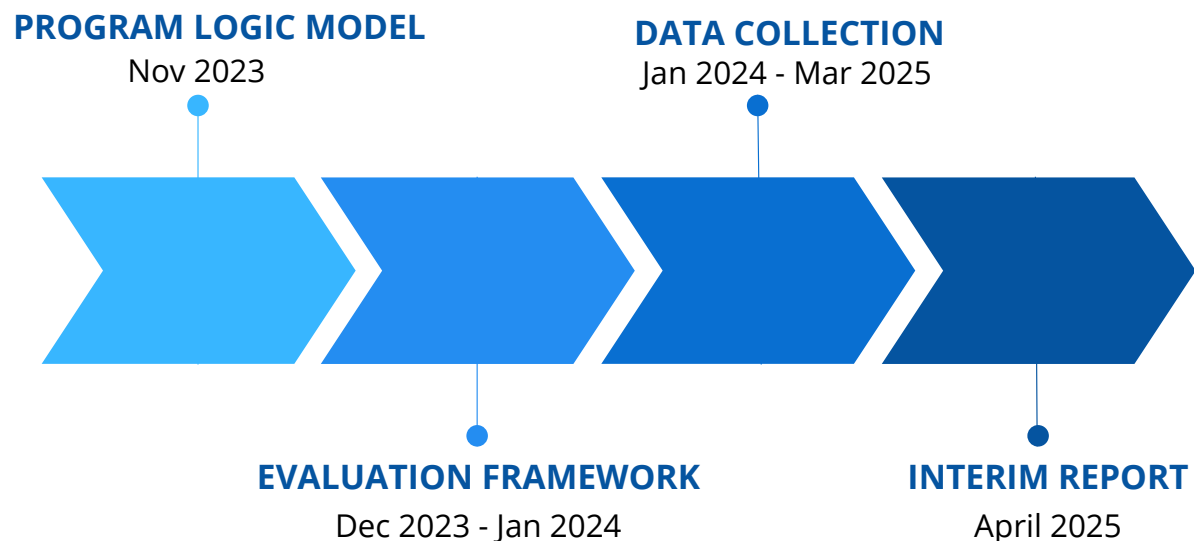 PROGRAM LOGIC MODEL
Nov 2023
DATA COLLECTION
Jan 2024 - Mar 2025
EVALUATION FRAMEWORK
Dec 2023 - Jan 2024
INTERIM REPORT
April 2025